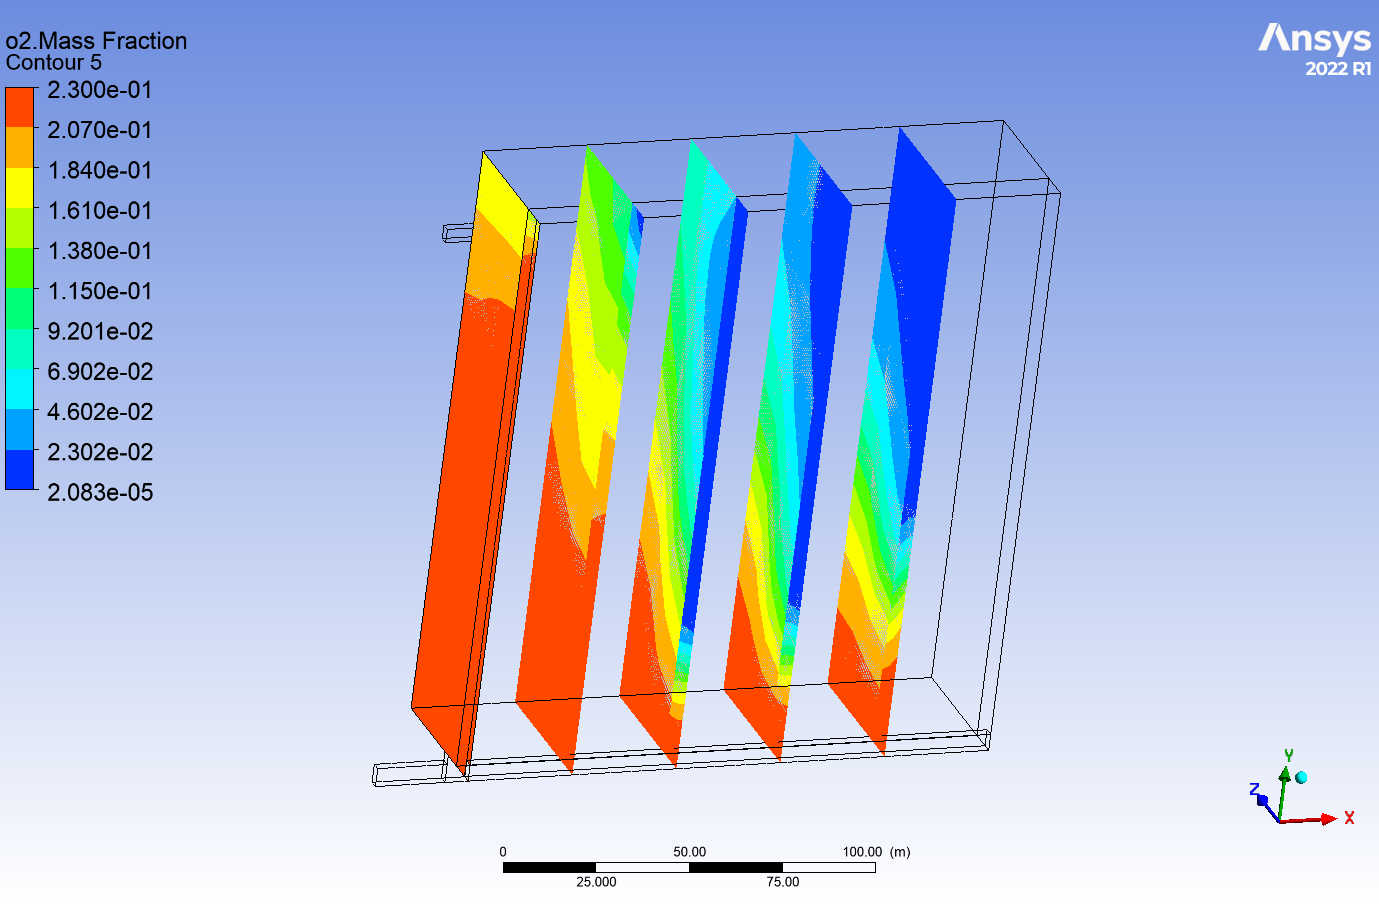 o2.Mass Fraction
Contour 5
2.300e-01
2.070e-01
1.840e-01
1.610e-01
1.380e-01
1.150e-01
9.201e-02
6.902e-02
4.602e-02
2.302e-02
2.083e-05
Ansys
2022 R1
Y
Z
X
0 50.00 100.00 (m)
25.000 75.00